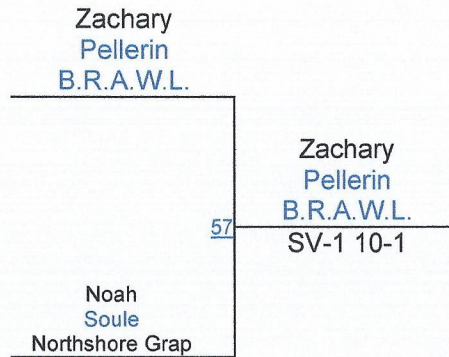 Zachary
Pellerin
B.R.A.W.L.
Zachary
Pellerin
B.R.A.W.L.
57
SV-1 10-1
Noah
Soule
Northshore Grap